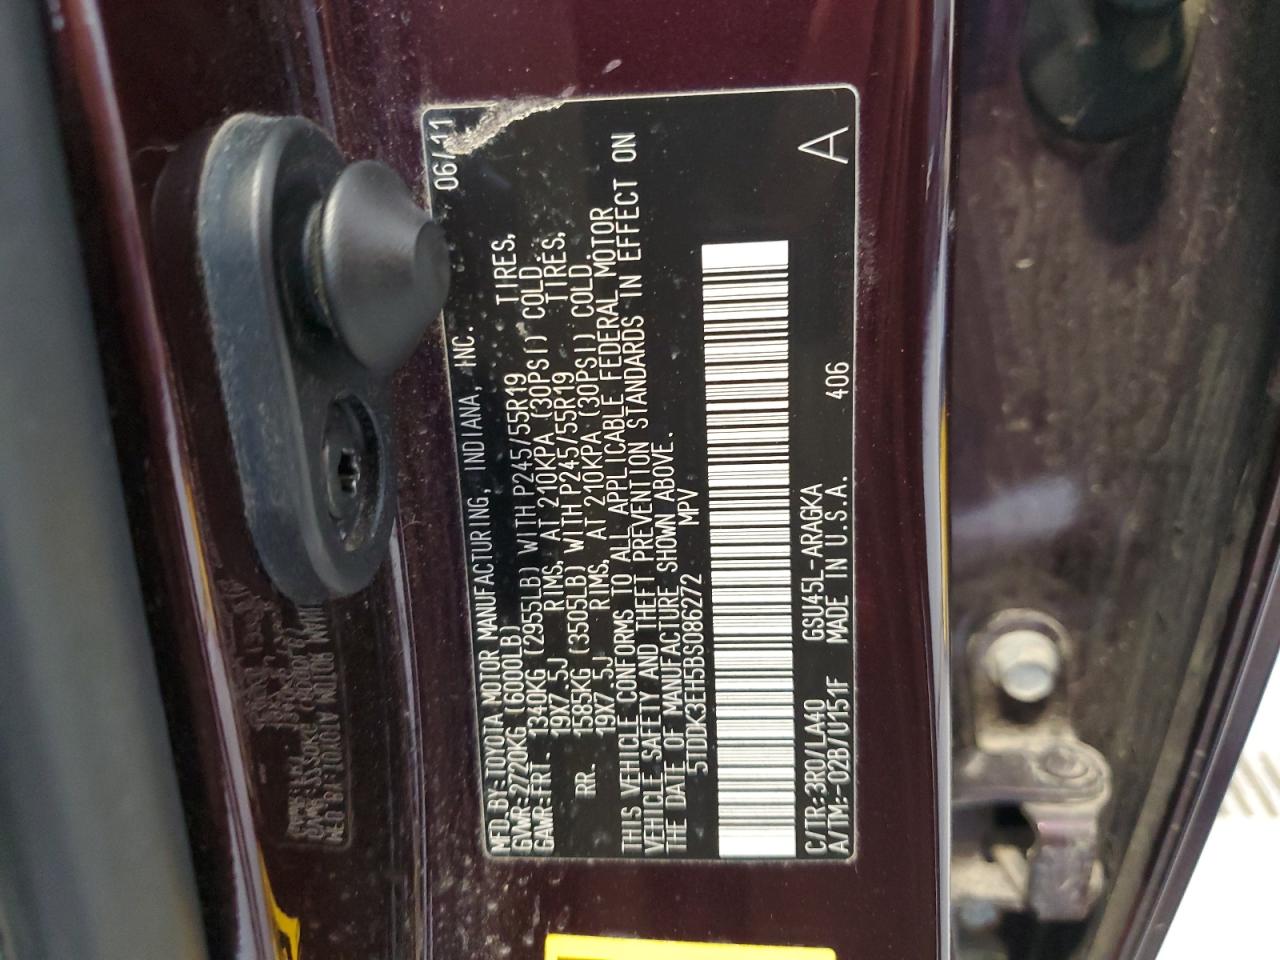 MFD.BY:TOYOTA MOTOR MANUFACTURING, INDIANA, INC. 06/11
GVWR:2720KG (6000LB)
GAWR:FRT. 1340KG (2955LB) WITH P245/55R19 TIRES,
19X7.5J RIMS, AT 210KPA (30PSI) COLD
RR. 1585KG (3505LB) WITH P245/55R19 TIRES,
19X7.5J RIMS, AT 210KPA (30PSI) COLD.
THIS VEHICLE CONFORMS TO ALL APPLICABLE FEDERAL MOTOR
VEHICLE SAFETY AND THEFT PREVENTION STANDARDS IN EFFECT ON
THE DATE OF MANUFACTURE SHOWN ABOVE.
5TDDK3EH5BS086272 MPV
C/TR:3R0/LA40 GSU45L-ARAGKA
A/TM:-02B/U151F MADE IN U.S.A. 406 A